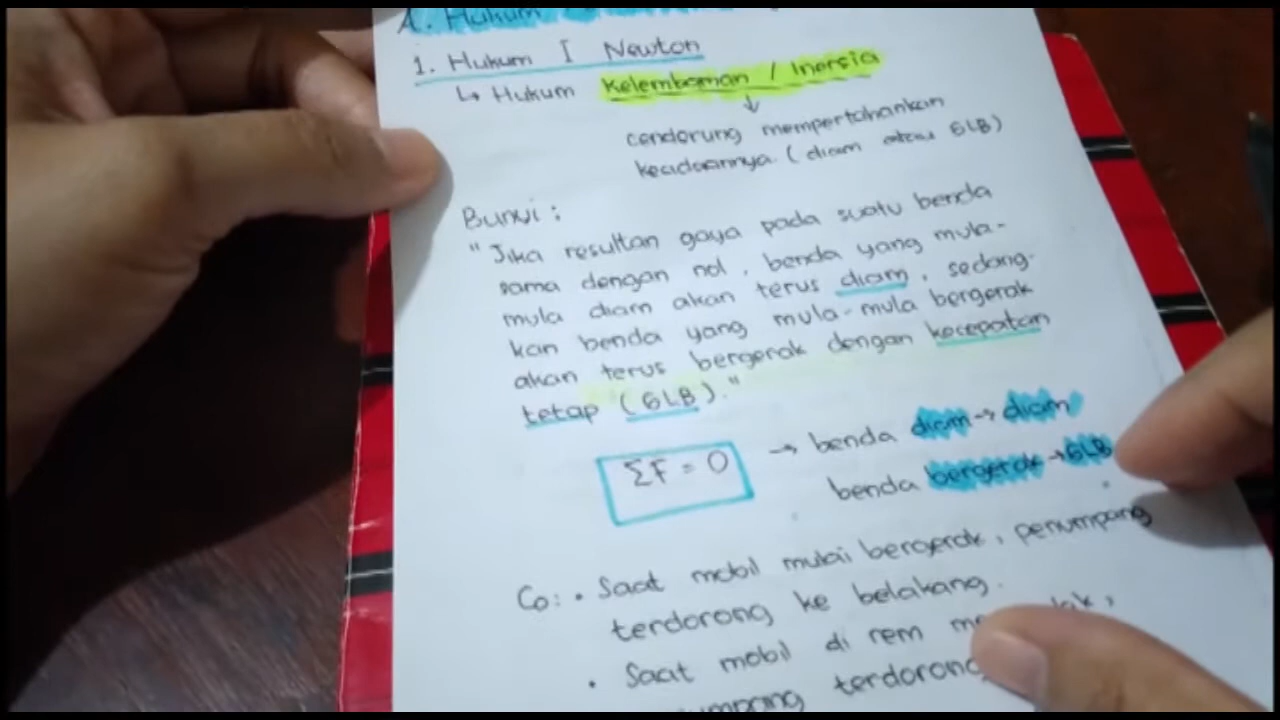 A. Hukum
1. Hukum I Newton
↳ Hukum Kelembaman / Inersia
↓
cenderung mempertahankan
keadaannya. (diam atau GLB)
Bunyi :
"Jika resultan gaya pada suatu benda
sama dengan nol, benda yang mula-
mula diam akan terus diam, sedang-
kan benda yang mula-mula bergerak
akan terus bergerak dengan kecepatan
tetap (GLB)."
ΣF = 0 → benda diam → diam
benda bergerak → GLB
Co: • Saat mobil mulai bergerak, penumpang
terdorong ke belakang.
• Saat mobil di rem
terdorong